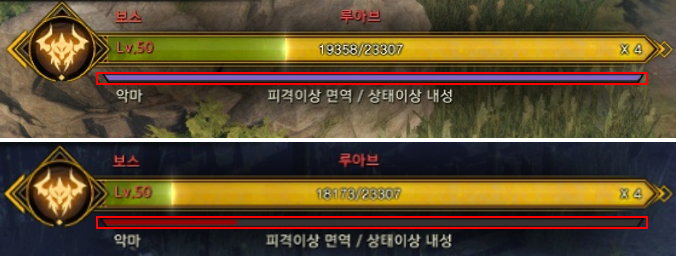 보스 루아브
Lv.50 19358/23307 X 4
악마 피격이상 면역 / 상태이상 내성
보스 루아브
Lv.50 18173/23307 X 4
악마 피격이상 면역 / 상태이상 내성